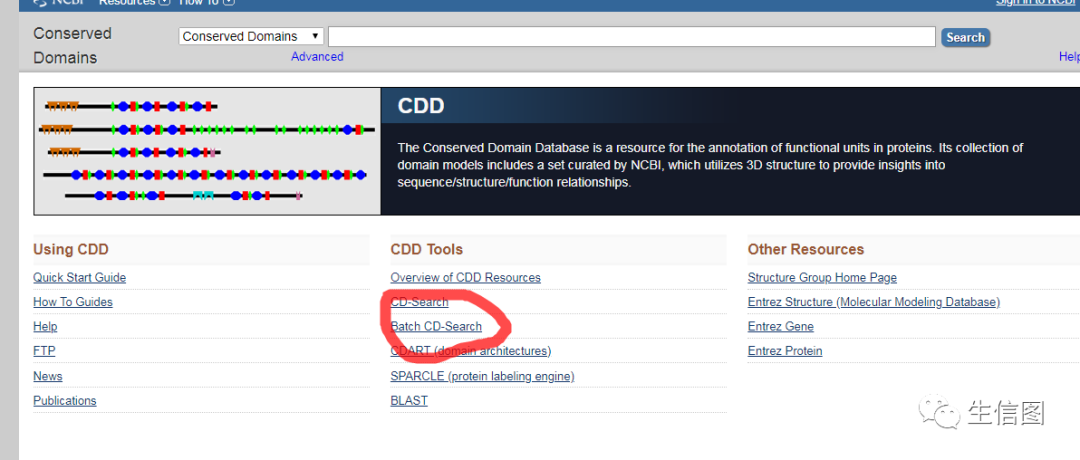 NCBI Resources How To Sign in to NCBI
Conserved
Domains
Conserved Domains
Search
Advanced
Help
CDD
The Conserved Domain Database is a resource for the annotation of functional units in proteins. Its collection of
domain models includes a set curated by NCBI, which utilizes 3D structure to provide insights into
sequence/structure/function relationships.
Using CDD
Quick Start Guide
How To Guides
Help
FTP
News
Publications
CDD Tools
Overview of CDD Resources
CD-Search
Batch CD-Search
CDART (domain architectures)
SPARCLE (protein labeling engine)
BLAST
Other Resources
Structure Group Home Page
Entrez Structure (Molecular Modeling Database)
Entrez Gene
Entrez Protein
生信图